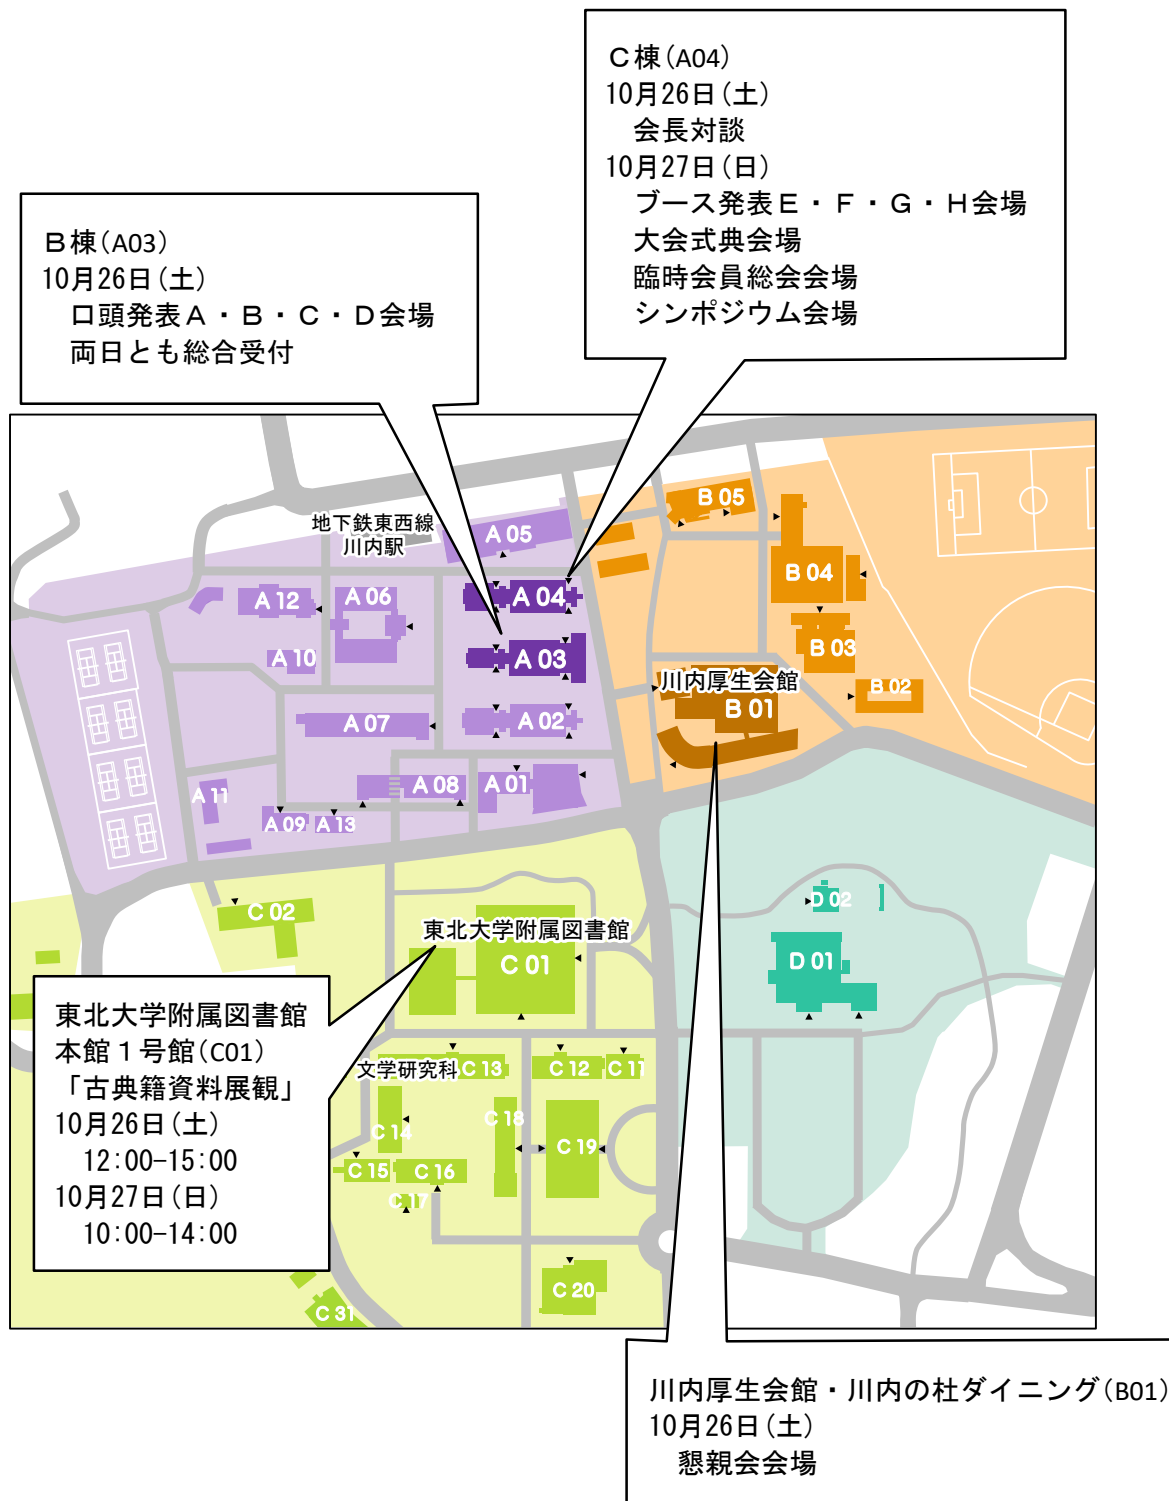 C棟(A04)
10月26日(土)
会長対談
10月27日(日)
ブース発表E・F・G・H会場
大会式典会場
臨時会員総会会場
シンポジウム会場
B棟(A03)
10月26日(土)
口頭発表A・B・C・D会場
両日とも総合受付
地下鉄東西線
川内駅
A 05
B 05
A 12
A 06
A 04
B 04
A 10
A 03
B 03
川内厚生会館
B 02
A 07
A 02
B 01
A 11
A 08
A 01
A 09
A 13
C 02
D 02
東北大学附属図書館
C 01
D 01
東北大学附属図書館
本館1号館(C01)
「古典籍資料展観」
10月26日(土)
12:00-15:00
10月27日(日)
10:00-14:00
文学研究科
C 13
C 12
C 11
C 14
C 18
C 19
C 15
C 16
C 17
C 20
C 31
川内厚生会館・川内の杜ダイニング(B01)
10月26日(土)
懇親会会場